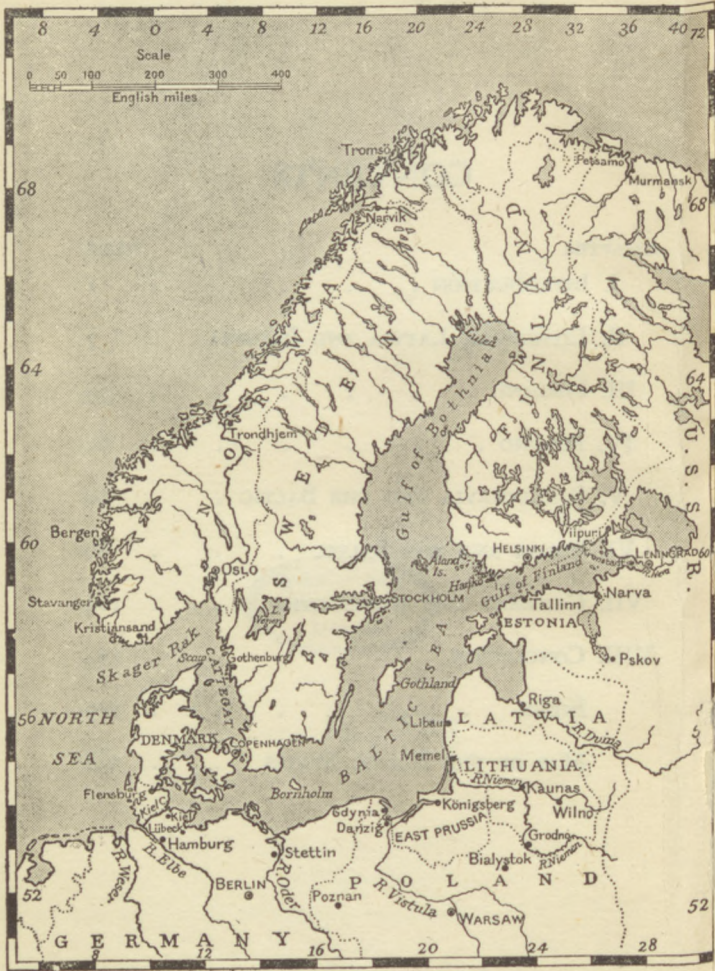 8 4 0 4 8 12 16 20 24 28 32 36 40 72
Scale
0 50 100 200 300 400
English miles
Tromsö
Petsamo
Murmansk
68
68
Narvik
NORWAY
SWEDEN
FINLAND
Lulea
64
64
Gulf of Bothnia
Trondhjem
U.S.S.R.
Bergen
60
Viipuri
HELSINKI
LENINGRAD 60
Åland
Is.
OSLO
Gulf of Finland
Stavanger
STOCKHOLM
Tallinn
Narva
ESTONIA
Kristiansand
Skager Rak
Scaw
CATTEGAT
Gothenburg
Pskov
Gothland
BALTIC SEA
Riga
56 NORTH
SEA
Libau
LATVIA
R. Duina
DENMARK
COPENHAGEN
Memel
LITHUANIA
R. Niemen
Flensburg
Kiel C.
Kiel
Bornholm
Kaunas
Wilno
Gdynia
Königsberg
Danzig
EAST PRUSSIA
Lübeck
Hamburg
Grodno
R. Niemen
R. Weser
R. Elbe
Stettin
Bialystok
52
BERLIN
R. Oder
Poznan
POLAND
R. Vistula
WARSAW
52
GERMANY
8 12 16 20 24 28